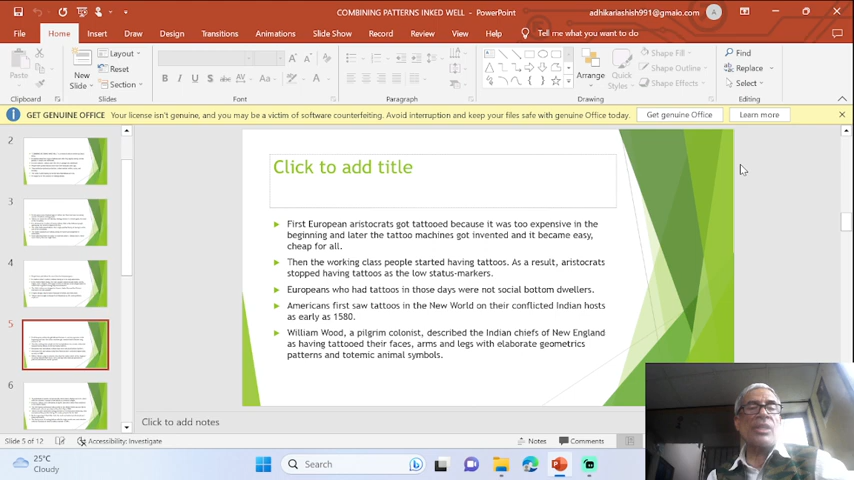 COMBINING PATTERNS INKED WELL - PowerPoint
adhikariashish991@gmaio.com
A
File
Home
Insert
Draw
Design
Transitions
Animations
Slide Show
Record
Review
View
Help
Tell me what you want to do
Paste
Clipboard
New
Slide
Layout
Reset
Section
Slides
B I U S
Font
Paragraph
Arrange
Quick
Styles
Shape Fill
Shape Outline
Shape Effects
Drawing
Find
Replace
Select
Editing
GET GENUINE OFFICE Your license isn't genuine, and you may be a victim of software counterfeiting. Avoid interruption and keep your files safe with genuine Office today.
Get genuine Office
Learn more
2
3
4
5
6
Click to add title
First European aristocrats got tattooed because it was too expensive in the
beginning and later the tattoo machines got invented and it became easy,
cheap for all.
Then the working class people started having tattoos. As a result, aristocrats
stopped having tattoos as the low status-markers.
Europeans who had tattoos in those days were not social bottom dwellers.
Americans first saw tattoos in the New World on their conflicted Indian hosts
as early as 1580.
William Wood, a pilgrim colonist, described the Indian chiefs of New England
as having tattooed their faces, arms and legs with elaborate geometrics
patterns and totemic animal symbols.
Click to add notes
Slide 5 of 12
Accessibility: Investigate
Notes
Comments
25°C
Cloudy
Search